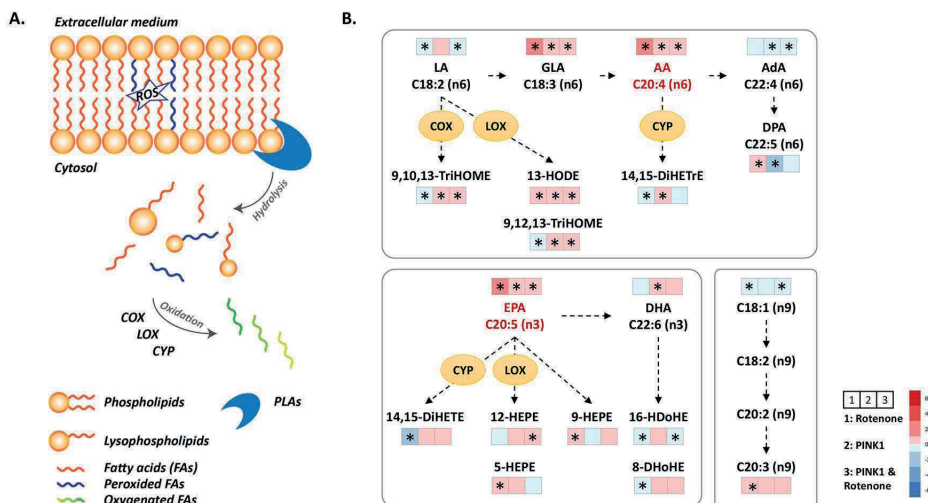 A.
Extracellular medium
ROS
Cytosol
Hydrolysis
Oxidation
COX
LOX
CYP
Phospholipids
PLAs
Lysophospholipids
Fatty acids (FAs)
Peroxided FAs
Oxygenated FAs
B.
* *
* * *
* * *
* * *
LA
GLA
AA
AdA
C18:2 (n6)
C18:3 (n6)
C20:4 (n6)
C22:4 (n6)
DPA
C22:5 (n6)
* *
COX
LOX
CYP
9,10,13-TriHOME
13-HODE
14,15-DiHETrE
* * *
* * *
* *
9,12,13-TriHOME
* * *
* * *
*
EPA
DHA
C20:5 (n3)
C22:6 (n3)
CYP
LOX
14,15-DiHETE
12-HEPE
9-HEPE
16-HDoHE
*
*
*
* *
5-HEPE
8-DHoHE
*
*
* *
C18:1 (n9)
C18:2 (n9)
C20:2 (n9)
C20:3 (n9)
*
1 2 3
1: Rotenone
2: PINK1
3: PINK1 &
Rotenone